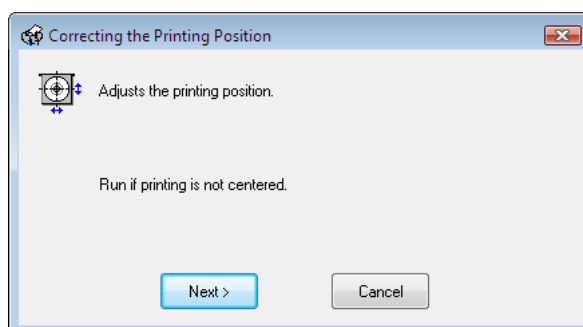 Correcting the Printing Position
Adjusts the printing position.
Run if printing is not centered.
Next >
Cancel